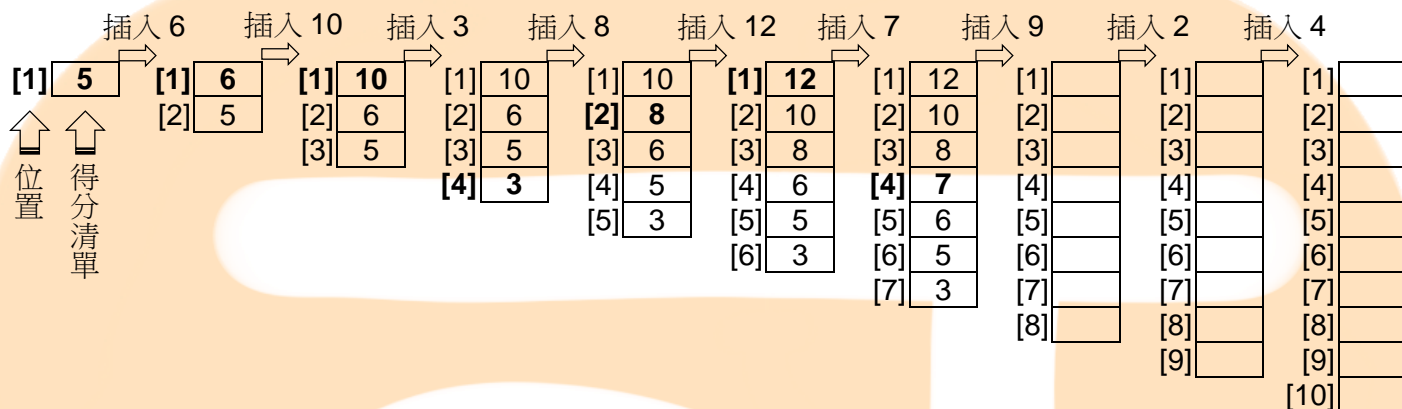 插入 6 插入 10 插入 3 插入 8 插入 12 插入 7 插入 9 插入 2 插入 4
[1] 5 [1] 6 [1] 10 [1] 10 [1] 10 [1] 12 [1] 12 [1] [1] [1]
[2] 5 [2] 6 [2] 6 [2] 8 [2] 10 [2] 10 [2] [2] [2]
[3] 5 [3] 5 [3] 6 [3] 8 [3] 8 [3] [3] [3]
[4] 3 [4] 5 [4] 6 [4] 7 [4] [4] [4]
[5] 3 [5] 5 [5] 6 [5] [5] [5]
[6] 3 [6] 5 [6] [6] [6]
[7] 3 [7] [7] [7]
[8] [8] [8]
[9] [9]
[10]
位置
得分清單